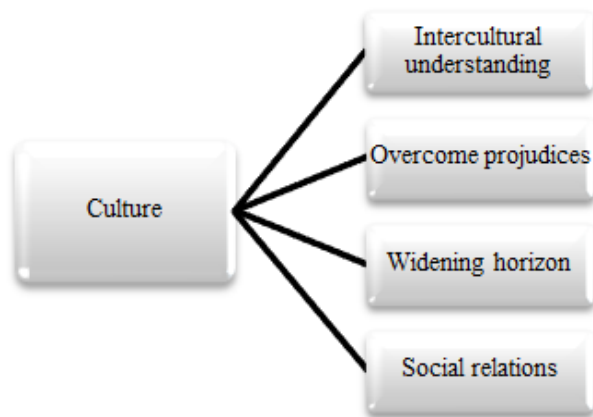 Intercultural
understanding
Overcome projudices
Culture
Widening horizon
Social relations